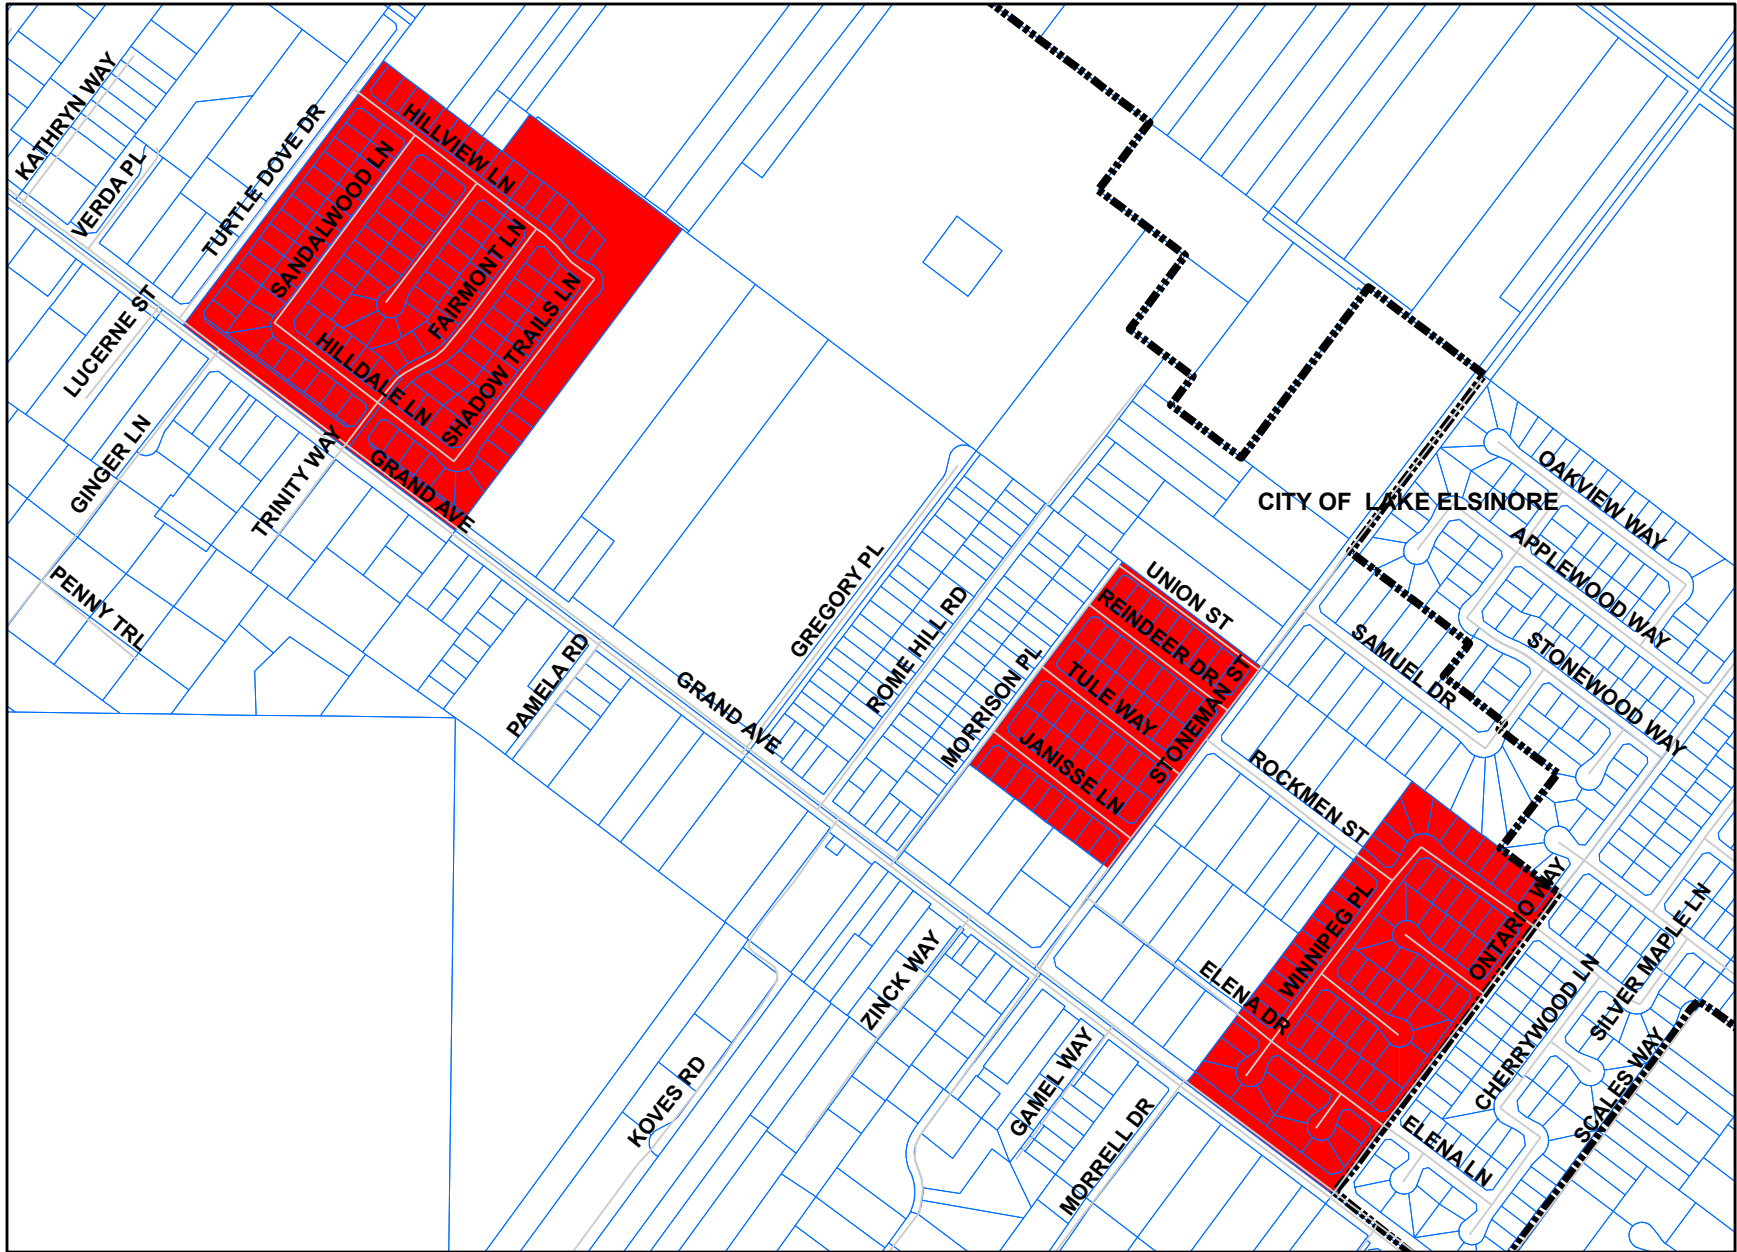 KATHRYN WAY
VERDA PL
TURTLE DOVE DR
HILLVIEW LN
SANDALWOOD LN
FAIRMONT LN
SHADOW TRAILS LN
HILLDALE LN
LUCERNE ST
GINGER LN
TRINITY WAY
GRAND AVE
PENNY TRL
PAMELA RD
GRAND AVE
GREGORY PL
ROME HILL RD
MORRISON PL
UNION ST
REINDEER DR
TULE WAY
JANISSE LN
STONEMAN ST
CITY OF  LAKE ELSINORE
OAKVIEW WAY
APPLEWOOD WAY
STONEWOOD WAY
SAMUEL DR
ROCKMEN ST
WINNIPEG PL
ONTARIO WAY
ELENA DR
CHERRYWOOD LN
SILVER MAPLE LN
SCALES WAY
ELENA LN
ZINCK WAY
KOVES RD
GAMEL WAY
MORRELL DR